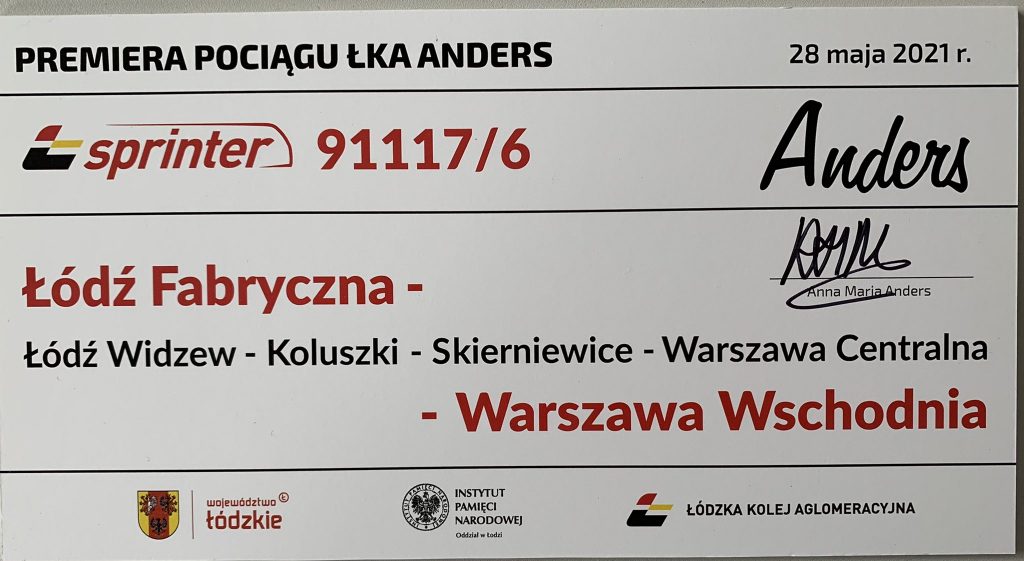 PREMIERA POCIĄGU ŁKA ANDERS
28 maja 2021 r.
sprinter 91117/6
Anders
Anna Maria Anders
Łódź Fabryczna -
Łódź Widzew - Koluszki - Skierniewice - Warszawa Centralna
- Warszawa Wschodnia
województwo
łódzkie
INSTYTUT
PAMIĘCI
NARODOWEJ
Oddział w Łodzi
ŁÓDZKA KOLEJ AGLOMERACYJNA